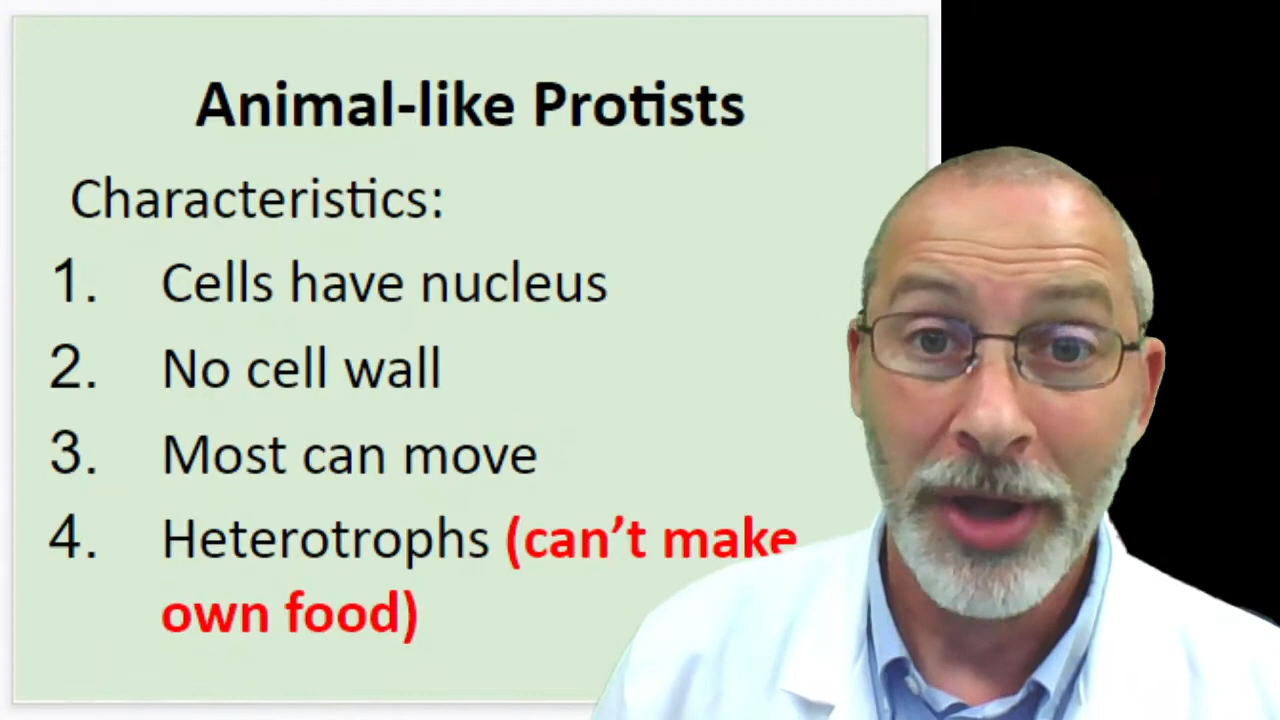 Animal-like Protists
Characteristics:
1. Cells have nucleus
2. No cell wall
3. Most can move
4. Heterotrophs (can't make
own food)